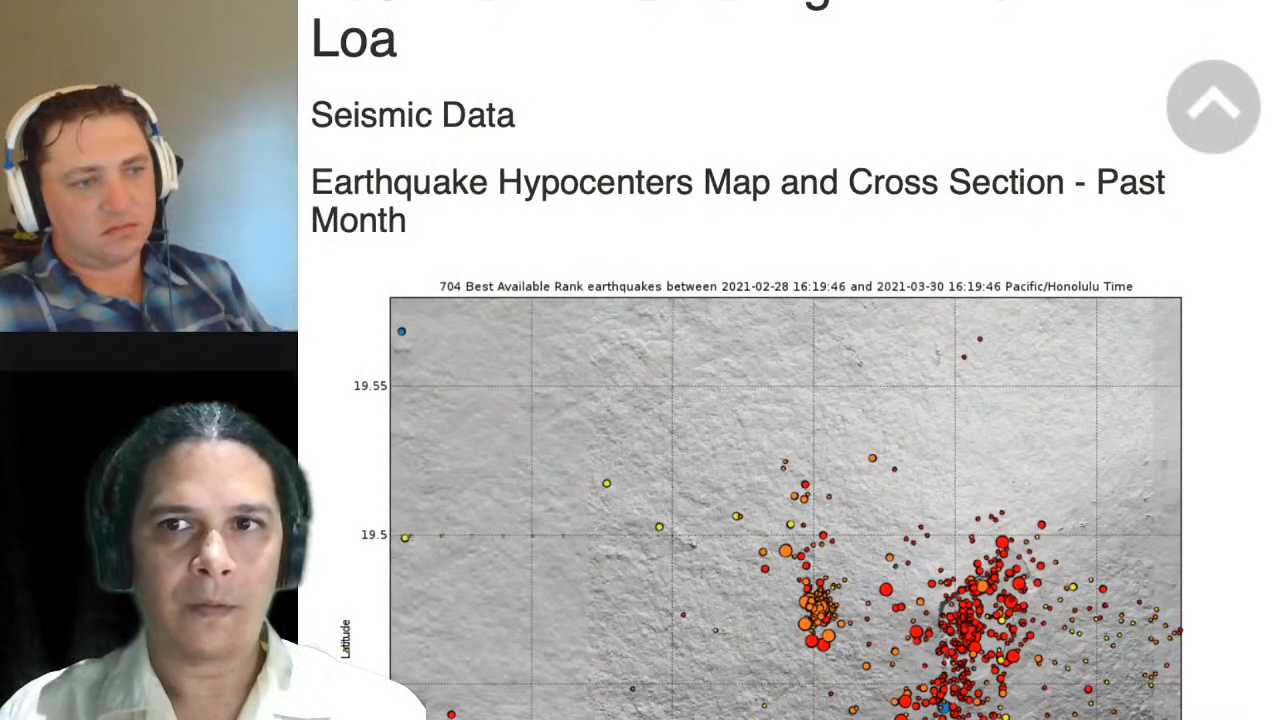 Loa
Seismic Data
Earthquake Hypocenters Map and Cross Section - Past
Month
704 Best Available Rank earthquakes between 2021-02-28 16:19:46 and 2021-03-30 16:19:46 Pacific/Honolulu Time
19.55
19.5
Latitude